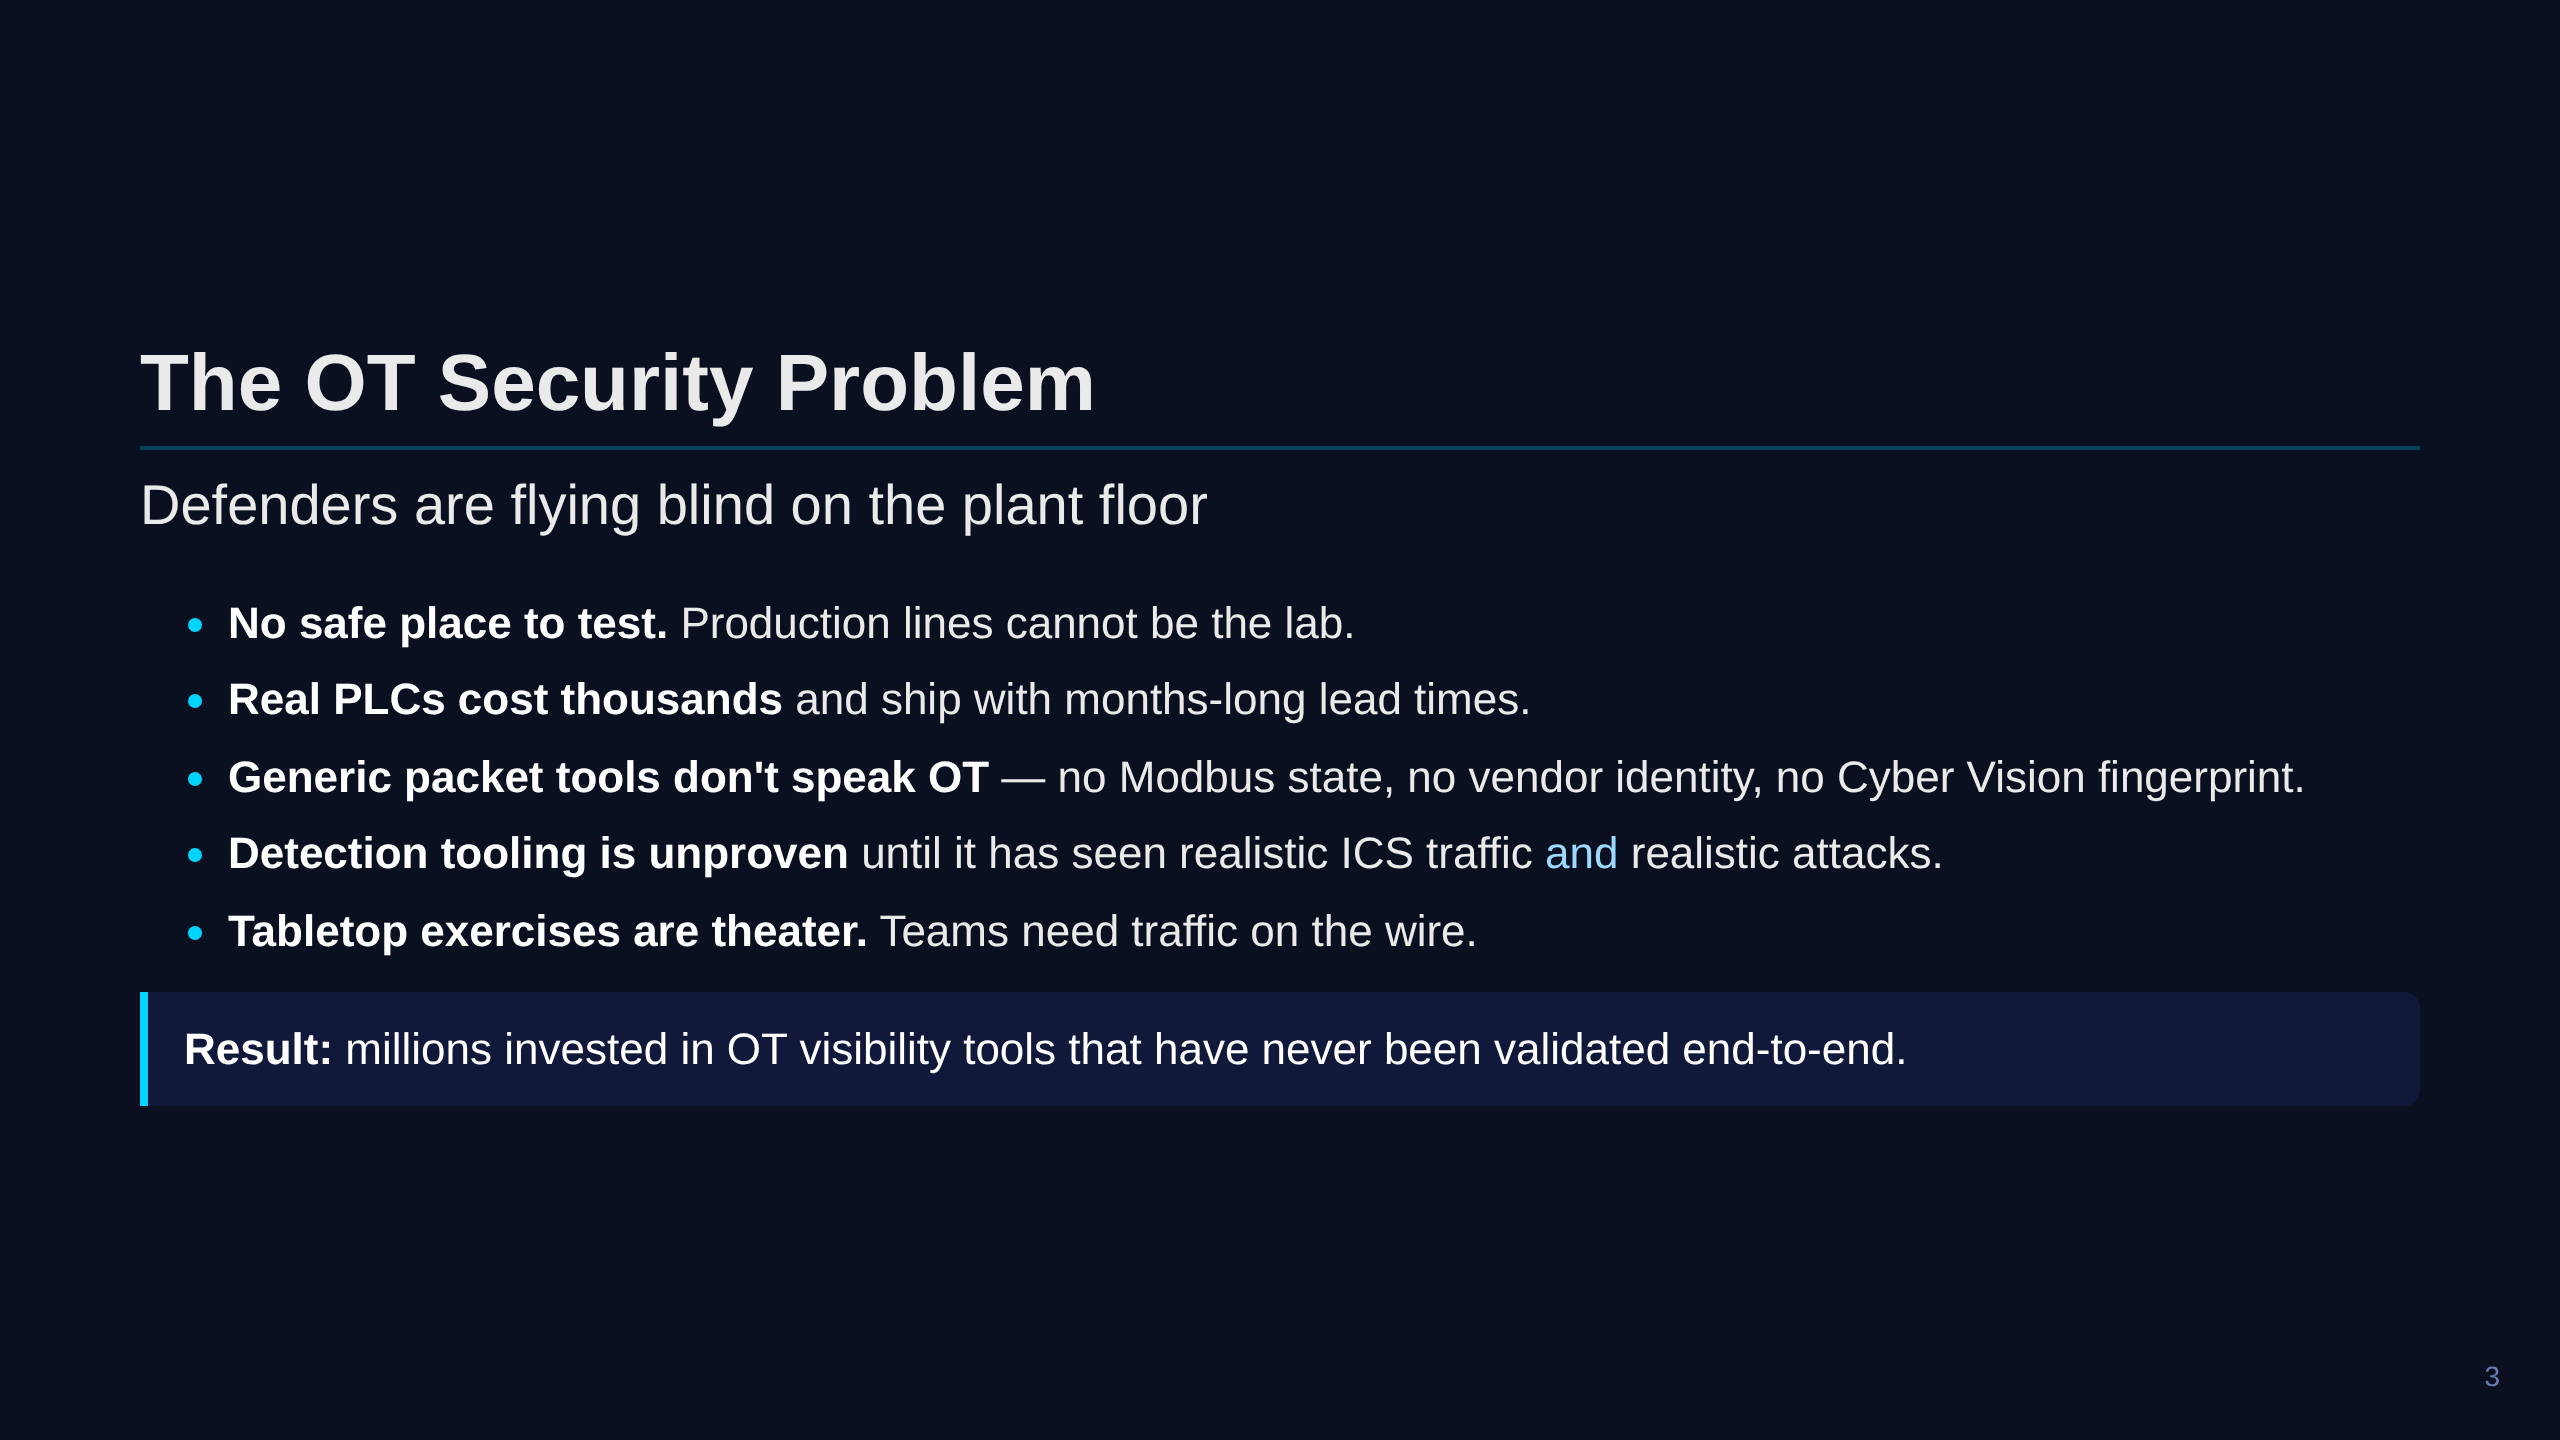 The OT Security Problem
Defenders are flying blind on the plant floor
• No safe place to test. Production lines cannot be the lab.
• Real PLCs cost thousands and ship with months-long lead times.
• Generic packet tools don't speak OT — no Modbus state, no vendor identity, no Cyber Vision fingerprint.
• Detection tooling is unproven until it has seen realistic ICS traffic and realistic attacks.
• Tabletop exercises are theater. Teams need traffic on the wire.
Result: millions invested in OT visibility tools that have never been validated end-to-end.
3